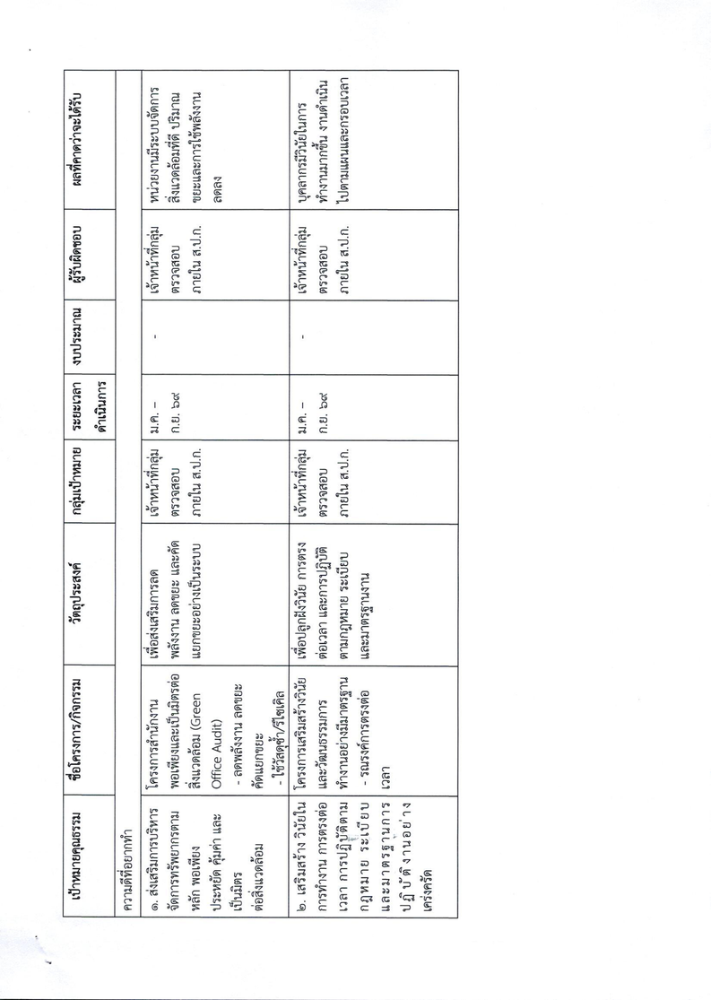 เป้าหมายคุณธรรม
ชื่อโครงการ/กิจกรรม
วัตถุประสงค์
กลุ่มเป้าหมาย
ระยะเวลา
ดำเนินการ
งบประมาณ
ผู้รับผิดชอบ
ผลที่คาดว่าจะได้รับ
ความดีที่อยากทำ
๑. ส่งเสริมการบริหาร
จัดการทรัพยากรตาม
หลัก พอเพียง
ประหยัด คุ้มค่า และ
เป็นมิตร
ต่อสิ่งแวดล้อม
โครงการสำนักงาน
พอเพียงและเป็นมิตรต่อ
สิ่งแวดล้อม (Green
Office Audit)
- ลดพลังงาน ลดขยะ
คัดแยกขยะ
- ใช้วัสดุซ้ำ/รีไซเคิล
เพื่อส่งเสริมการลด
พลังงาน ลดขยะ และคัด
แยกขยะอย่างเป็นระบบ
เจ้าหน้าที่กลุ่ม
ตรวจสอบ
ภายใน ส.ป.ก.
ม.ค. –
ก.ย. ๖๙
-
เจ้าหน้าที่กลุ่ม
ตรวจสอบ
ภายใน ส.ป.ก.
หน่วยงานมีระบบจัดการ
สิ่งแวดล้อมที่ดี ปริมาณ
ขยะและการใช้พลังงาน
ลดลง
๒. เสริมสร้าง วินัยใน
การทำงาน การตรงต่อ
เวลา การปฏิบัติตาม
กฎหมาย ระเบียบ
และมาตรฐานการ
ปฏิบัติงานอย่าง
เคร่งครัด
โครงการเสริมสร้างวินัย
และวัฒนธรรมการ
ทำงานอย่างมีมาตรฐาน
- รณรงค์การตรงต่อ
เวลา
เพื่อปลูกฝังวินัย การตรง
ต่อเวลา และการปฏิบัติ
ตามกฎหมาย ระเบียบ
และมาตรฐานงาน
เจ้าหน้าที่กลุ่ม
ตรวจสอบ
ภายใน ส.ป.ก.
ม.ค. –
ก.ย. ๖๙
-
เจ้าหน้าที่กลุ่ม
ตรวจสอบ
ภายใน ส.ป.ก.
บุคลากรมีวินัยในการ
ทำงานมากขึ้น งานดำเนิน
ไปตามแผนและกรอบเวลา